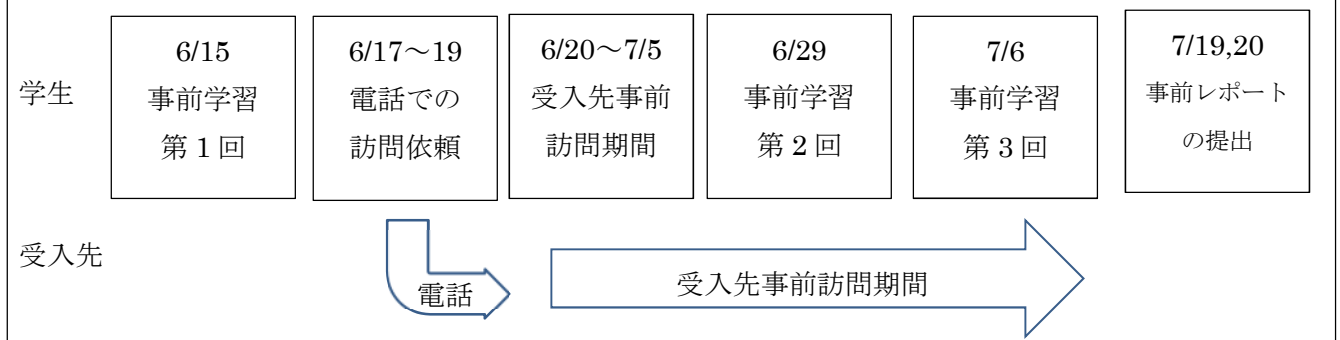 学生
6/15
事前学習
第1回
6/17～19
電話での
訪問依頼
6/20～7/5
受入先事前
訪問期間
6/29
事前学習
第2回
7/6
事前学習
第3回
7/19,20
事前レポート
の提出
受入先
電話
受入先事前訪問期間